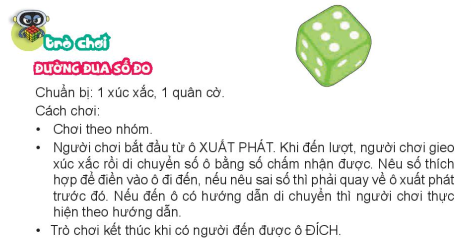 trò chơi
ĐƯỜNG ĐUA SỐ ĐO
Chuẩn bị: 1 xúc xắc, 1 quân cờ.
Cách chơi:
• Chơi theo nhóm.
• Người chơi bắt đầu từ ô XUẤT PHÁT. Khi đến lượt, người chơi gieo
xúc xắc rồi di chuyển số ô bằng số chấm nhận được. Nêu số thích
hợp để điền vào ô đi đến, nếu nêu sai số thì phải quay về ô xuất phát
trước đó. Nếu đến ô có hướng dẫn di chuyển thì người chơi thực
hiện theo hướng dẫn.
• Trò chơi kết thúc khi có người đến được ô ĐÍCH.